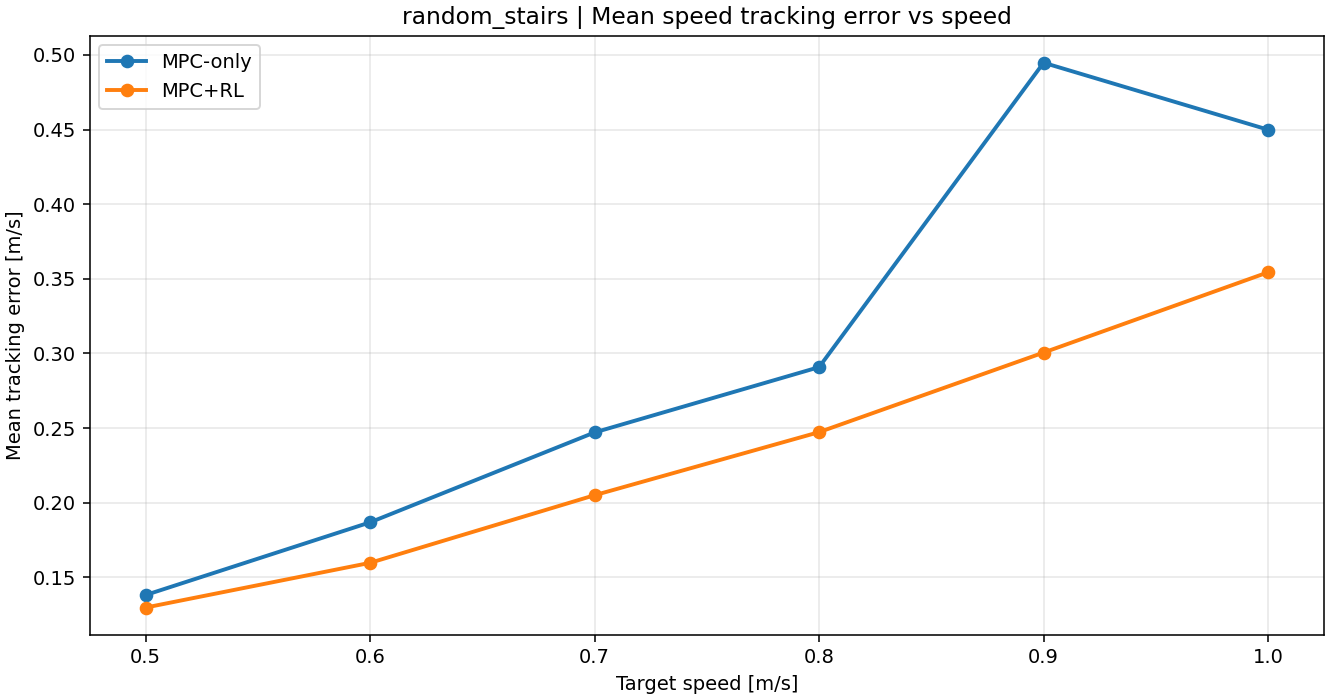 random_stairs | Mean speed tracking error vs speed
MPC-only
MPC+RL
Mean tracking error [m/s]
0.50
0.45
0.40
0.35
0.30
0.25
0.20
0.15
0.5 0.6 0.7 0.8 0.9 1.0
Target speed [m/s]